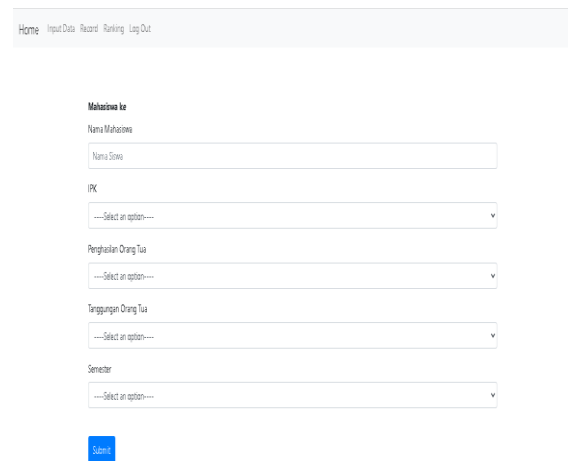 Home Input Data Record Ranking Log Out
Mahasiswa ke
Nama Mahasiswa
Nama Siswa
IPK
----Select an option----
Penghasilan Orang Tua
----Select an option----
Tanggungan Orang Tua
----Select an option----
Semester
----Select an option----
Submit